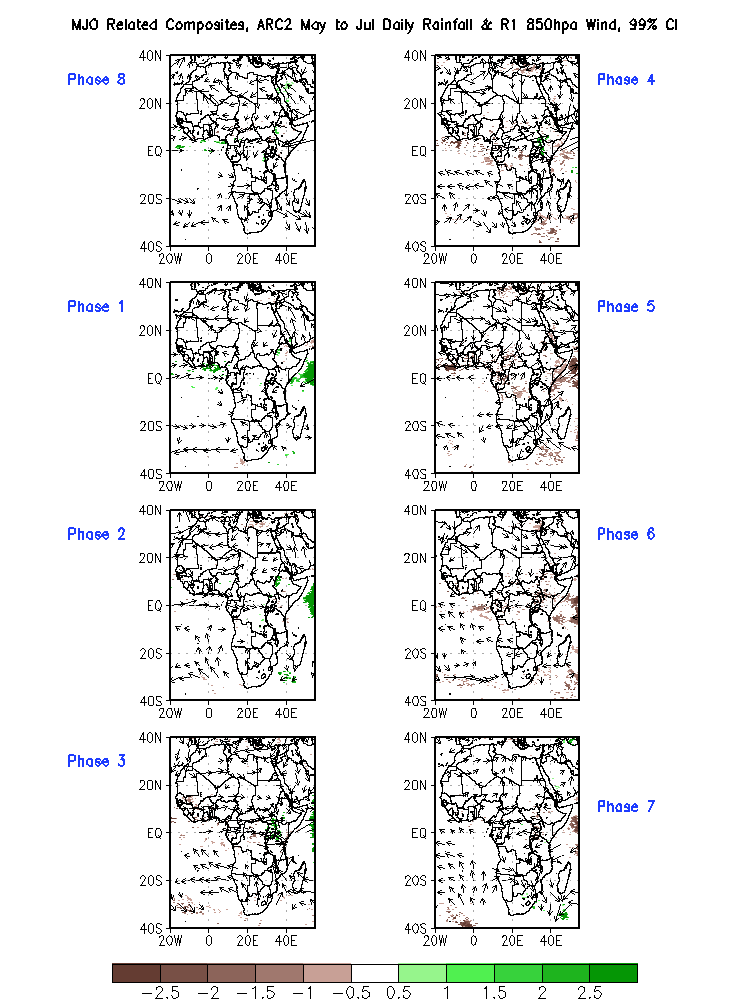 MJO Related Composites, ARC2 May to Jul Daily Rainfall & R1 850hpa Wind, 99% CI
Phase 8
40N
20N
EQ
20S
40S
20W 0 20E 40E
Phase 4
40N
20N
EQ
20S
40S
20W 0 20E 40E
Phase 1
40N
20N
EQ
20S
40S
20W 0 20E 40E
Phase 5
40N
20N
EQ
20S
40S
20W 0 20E 40E
Phase 2
40N
20N
EQ
20S
40S
20W 0 20E 40E
Phase 6
40N
20N
EQ
20S
40S
20W 0 20E 40E
Phase 3
40N
20N
EQ
20S
40S
20W 0 20E 40E
Phase 7
40N
20N
EQ
20S
40S
20W 0 20E 40E
-2.5 -2 -1.5 -1 -0.5 0.5 1 1.5 2 2.5